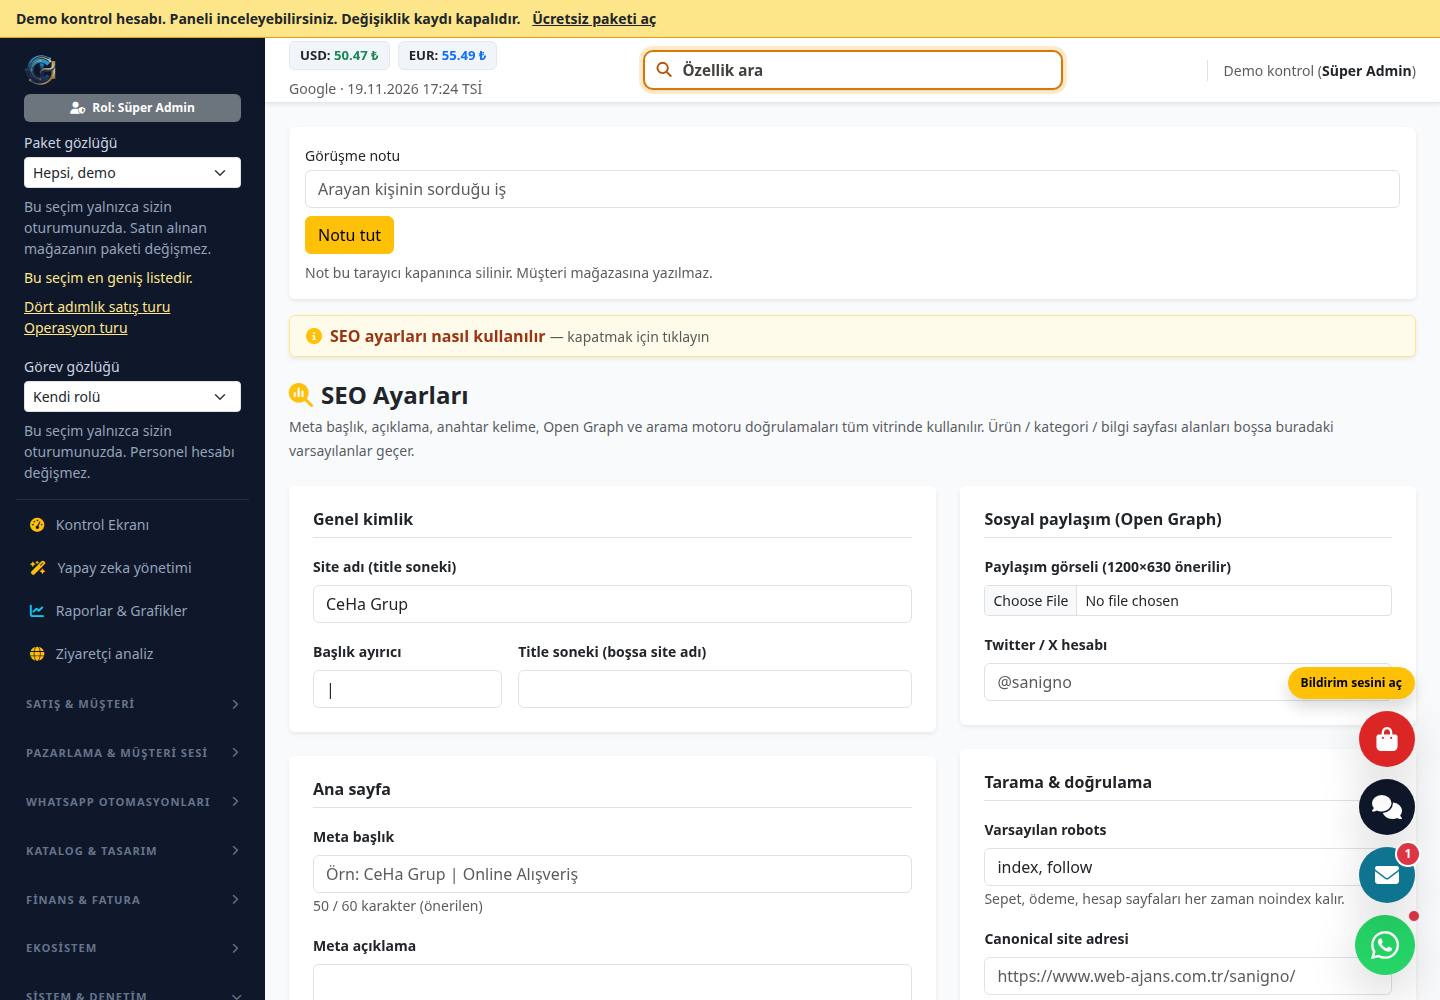 Demo kontrol hesabı. Paneli inceleyebilirsiniz. Değişiklik kaydı kapalıdır. Ücretsiz paketi aç
Rol: Süper Admin
Paket gözlüğü
Hepsi, demo
Bu seçim yalnızca sizin
oturumunuzda. Satın alınan
mağazanın paketi değişmez.
Bu seçim en geniş listedir.
Dört adımlık satış turu
Operasyon turu
Görev gözlüğü
Kendi rolü
Bu seçim yalnızca sizin
oturumunuzda. Personel hesabı
değişmez.
Kontrol Ekranı
Yapay zeka yönetimi
Raporlar & Grafikler
Ziyaretçi analiz
SATIŞ & MÜŞTERİ
PAZARLAMA & MÜŞTERİ SESİ
WHATSAPP OTOMASYONLARI
KATALOG & TASARIM
FİNANS & FATURA
EKOSİSTEM
SİSTEM & DENETİM
USD: 50.47 ₺ EUR: 55.49 ₺
Google · 19.11.2026 17:24 TSİ
Özellik ara
Demo kontrol (Süper Admin)
Görüşme notu
Arayan kişinin sorduğu iş
Notu tut
Not bu tarayıcı kapanınca silinir. Müşteri mağazasına yazılmaz.
SEO ayarları nasıl kullanılır — kapatmak için tıklayın
SEO Ayarları
Meta başlık, açıklama, anahtar kelime, Open Graph ve arama motoru doğrulamaları tüm vitrinde kullanılır. Ürün / kategori / bilgi sayfası alanları boşsa buradaki
varsayılanlar geçer.
Genel kimlik
Site adı (title soneki)
CeHa Grup
Başlık ayırıcı Title soneki (boşsa site adı)
|
Ana sayfa
Meta başlık
Örn: CeHa Grup | Online Alışveriş
50 / 60 karakter (önerilen)
Meta açıklama
Sosyal paylaşım (Open Graph)
Paylaşım görseli (1200×630 önerilir)
Choose File No file chosen
Twitter / X hesabı
@sanigno
Bildirim sesini aç
Tarama & doğrulama
Varsayılan robots
index, follow
1
Sepet, ödeme, hesap sayfaları her zaman noindex kalır.
Canonical site adresi
https://www.web-ajans.com.tr/sanigno/